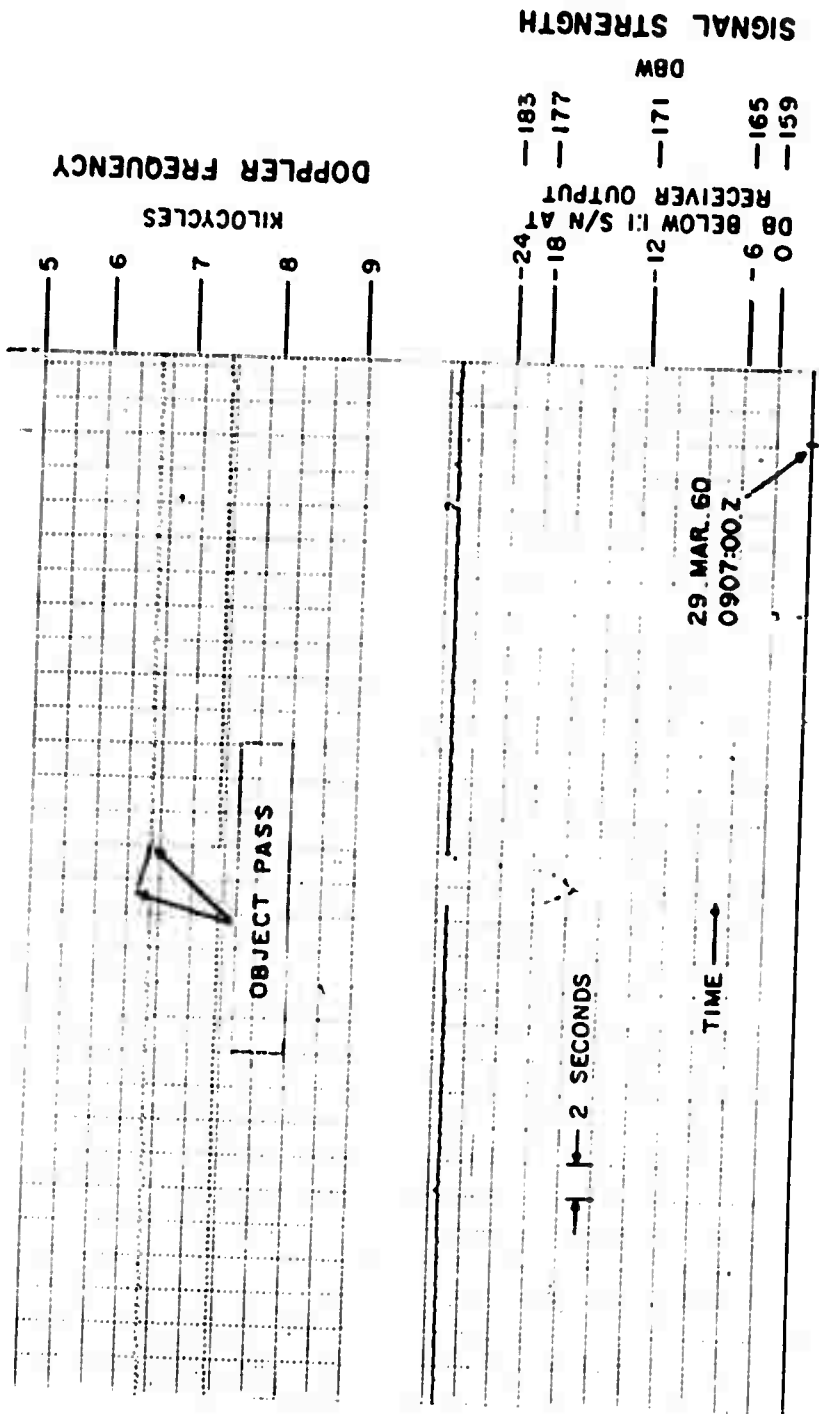 DOPPLER FREQUENCY
KILOCYCLES
5
6
7
8
9
OBJECT PASS
SIGNAL STRENGTH
DBW
-183
-177
-171
-165
-159
DB BELOW 1:1 S/N AT
RECEIVER OUTPUT
-24
-18
-12
-6
0
29 MAR. 60
0907:00 Z
2 SECONDS
TIME